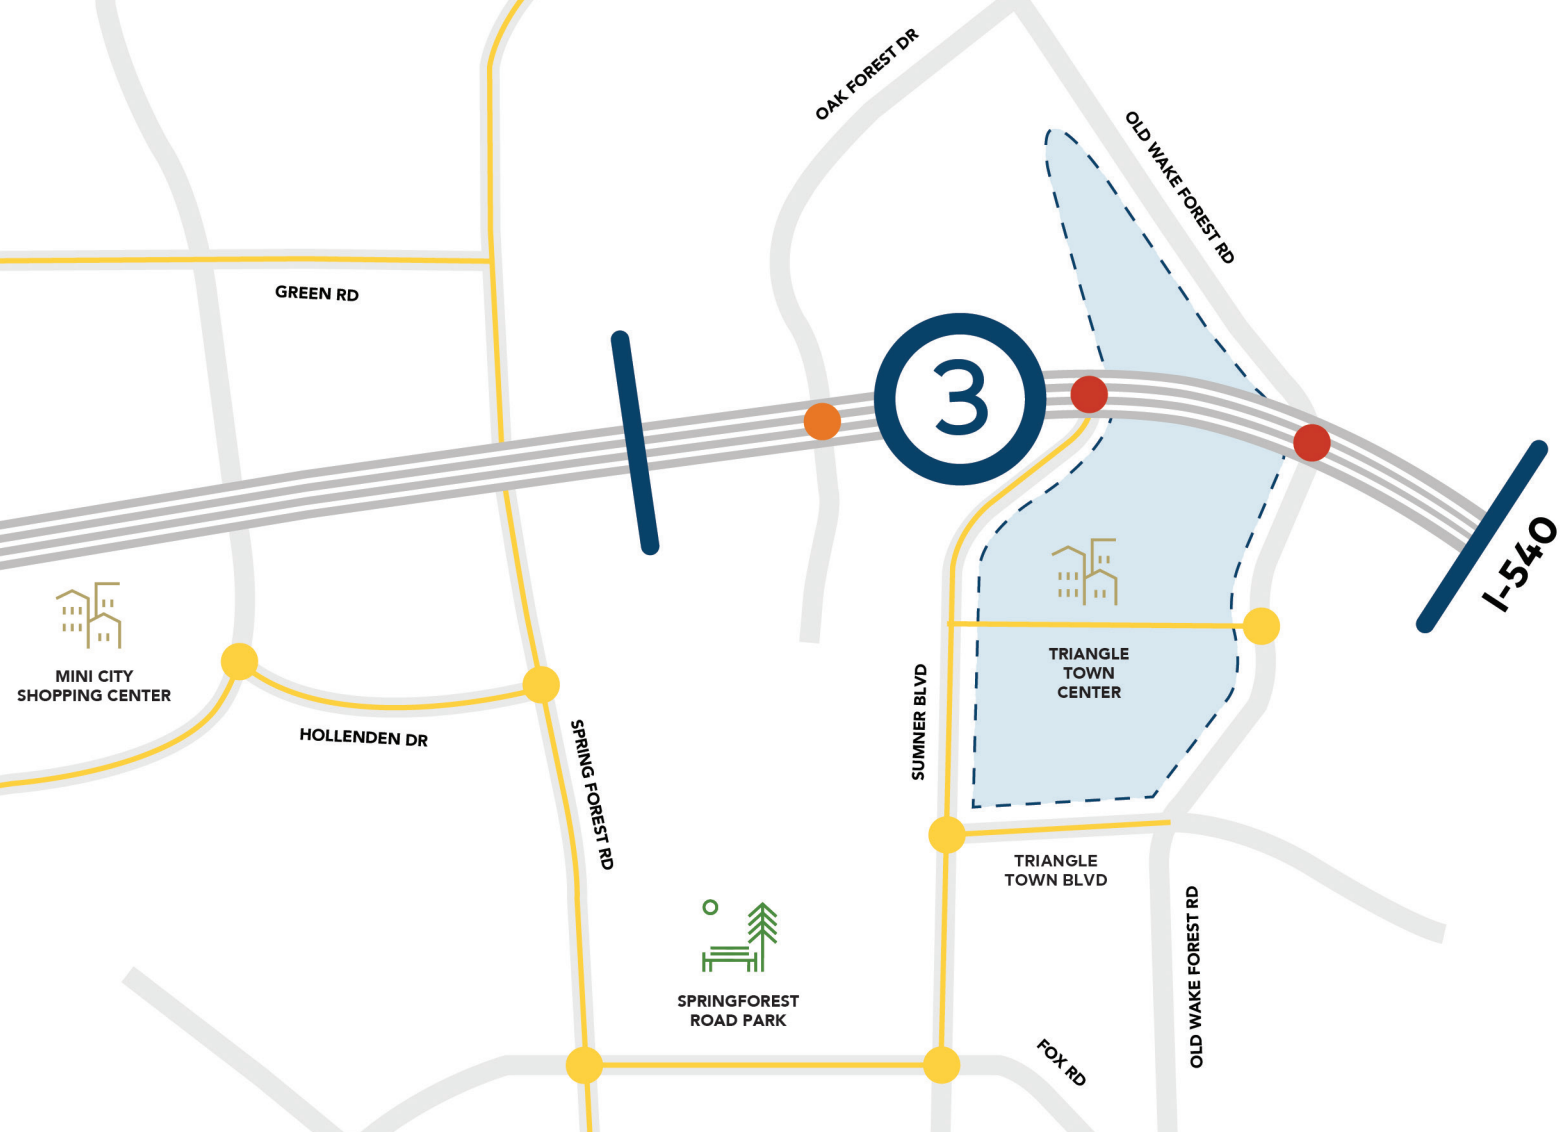 OAK FOREST DR
OLD WAKE FOREST RD
GREEN RD
3
I-540
MINI CITY
SHOPPING CENTER
HOLLENDEN DR
SPRING FOREST RD
SUMNER BLVD
TRIANGLE
TOWN
CENTER
TRIANGLE
TOWN BLVD
OLD WAKE FOREST RD
SPRINGFOREST
ROAD PARK
FOX RD